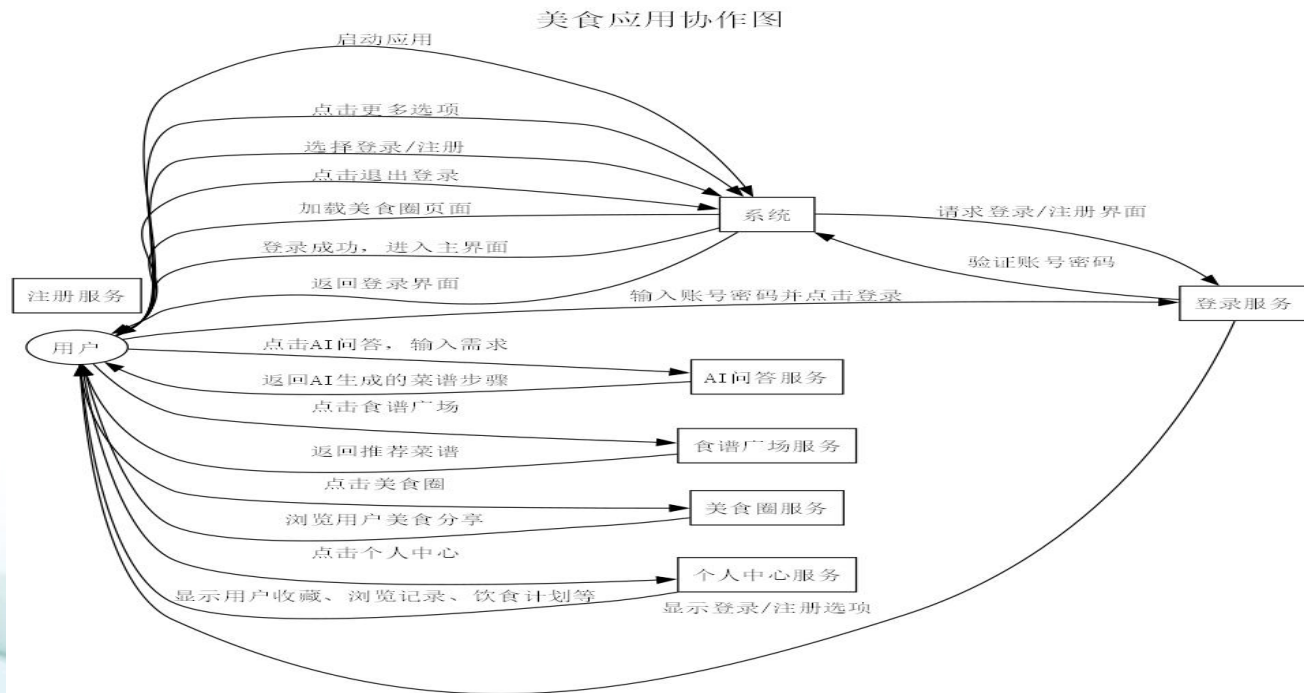 美食应用协作图
启动应用
点击更多选项
选择登录/注册
点击退出登录
加载美食圈页面
系统
请求登录/注册界面
登录成功，进入主界面
验证账号密码
返回登录界面
注册服务
输入账号密码并点击登录
登录服务
用户
点击AI问答，输入需求
返回AI生成的菜谱步骤
AI问答服务
点击食谱广场
返回推荐菜谱
食谱广场服务
点击美食圈
浏览用户美食分享
美食圈服务
点击个人中心
个人中心服务
显示用户收藏、浏览记录、饮食计划等
显示登录/注册选项